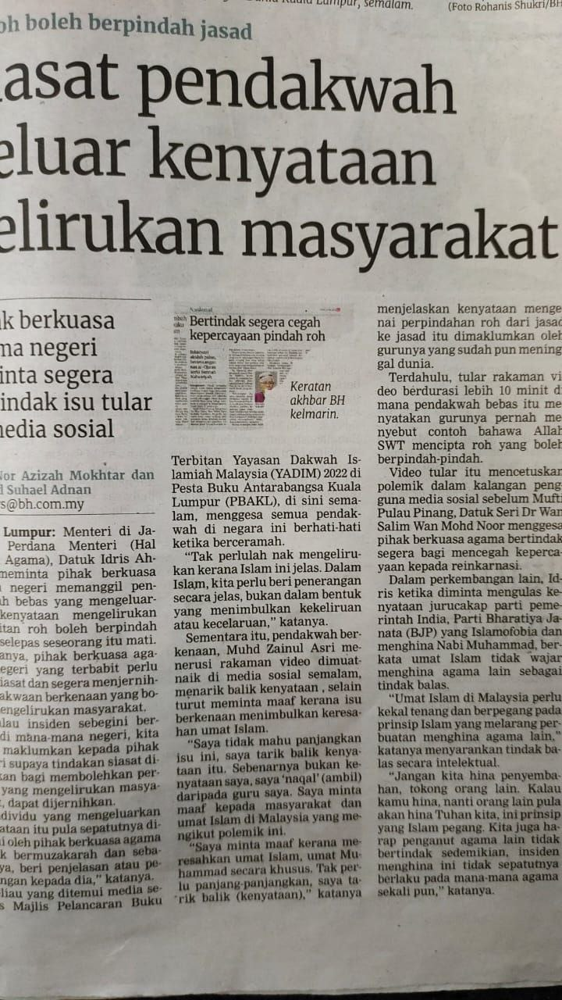 Lumpur, semalam.
(Foto Rohanis Shukri/BH
oh boleh berpindah jasad
asat pendakwah
eluar kenyataan
elirukan masyarakat
ak berkuasa
ma negeri
inta segera
indak isu tular
media sosial
Nor Azizah Mokhtar dan
d Suhael Adnan
s@bh.com.my
Lumpur: Menteri di Ja-
Perdana Menteri (Hal
Agama), Datuk Idris Ah-
meminta pihak berkuasa
negeri memanggil pen-
h bebas yang mengeluar-
kenyataan mengelirukan
itan roh boleh berpindah
selepas seseorang itu mati.
anya, pihak berkuasa aga-
egeri yang terbabit perlu
iasat dan segera menjernih-
akwaan berkenaan yang bo-
engelirukan masyarakat.
lau insiden sebegini ber-
di mana-mana negeri, kita
maklumkan kepada pihak
ri supaya tindakan siasat di-
kan bagi membolehkan per-
yang mengelirukan masya-
t, dapat dijernihkan.
dividu yang mengeluarkan
ataan itu pula sepatutnya di-
i oleh pihak berkuasa agama
k bermuzakarah dan seba-
ya, beri penjelasan atau pe-
ngan kepada dia,” katanya.
eliau yang ditemui media se-
s Majlis Pelancaran Buku
Nasional
Bertindak segera cegah
kepercayaan pindah roh
Keratan
akhbar BH
kelmarin.
Terbitan Yayasan Dakwah Is-
lamiah Malaysia (YADIM) 2022 di
Pesta Buku Antarabangsa Kuala
Lumpur (PBAKL), di sini sema-
lam, menggesa semua pendak-
wah di negara ini berhati-hati
ketika berceramah.
“Tak perlulah nak mengeliru-
kan kerana Islam ini jelas. Dalam
Islam, kita perlu beri penerangan
secara jelas, bukan dalam bentuk
yang menimbulkan kekeliruan
atau kecelaruan,” katanya.
Sementara itu, pendakwah ber-
kenaan, Muhd Zainul Asri me-
nerusi rakaman video dimuat-
naik di media sosial semalam,
menarik balik kenyataan , selain
turut meminta maaf kerana isu
berkenaan menimbulkan keresa-
han umat Islam.
“Saya tidak mahu panjangkan
isu ini, saya tarik balik kenya-
taan itu. Sebenarnya bukan ke-
nyataan saya, saya ‘naqal’ (ambil)
daripada guru saya. Saya minta
maaf kepada masyarakat dan
umat Islam di Malaysia yang me-
ngikut polemik ini.
“Saya minta maaf kerana me-
resahkan umat Islam, umat Mu-
hammad secara khusus. Tak per-
lu panjang-panjangkan, saya ta-
rik balik (kenyataan),” katanya
menjelaskan kenyataan menge-
nai perpindahan roh dari jasad
ke jasad itu dimaklumkan oleh
gurunya yang sudah pun mening-
gal dunia.
Terdahulu, tular rakaman vi-
deo berdurasi lebih 10 minit di
mana pendakwah bebas itu me-
nyatakan gurunya pernah me-
nyebut contoh bahawa Allah
SWT mencipta roh yang boleh
berpindah-pindah.
Video tular itu mencetuskan
polemik dalam kalangan peng-
guna media sosial sebelum Mufti
Pulau Pinang, Datuk Seri Dr Wan
Salim Wan Mohd Noor menggesa
pihak berkuasa agama bertindak
segera bagi mencegah keperca-
yaan kepada reinkarnasi.
Dalam perkembangan lain, Id-
ris ketika diminta mengulas ke-
nyataan jurucakap parti peme-
rintah India, Parti Bharatiya Ja-
nata (BJP) yang Islamofobia dan
menghina Nabi Muhammad, ber-
kata umat Islam tidak wajar
menghina agama lain sebagai
tindak balas.
“Umat Islam di Malaysia perlu
kekal tenang dan berpegang pada
prinsip Islam yang melarang per-
buatan menghina agama lain,”
katanya menyarankan tindak ba-
las secara intelektual.
“Jangan kita hina penyemba-
han, tokong orang lain. Kalau
kamu hina, nanti orang lain pula
akan hina Tuhan kita, ini prinsip
yang Islam pegang. Kita juga ha-
rap penganut agama lain tidak
bertindak sedemikian, insiden
menghina ini tidak sepatutnya
berlaku pada mana-mana agama
sekali pun,” katanya.